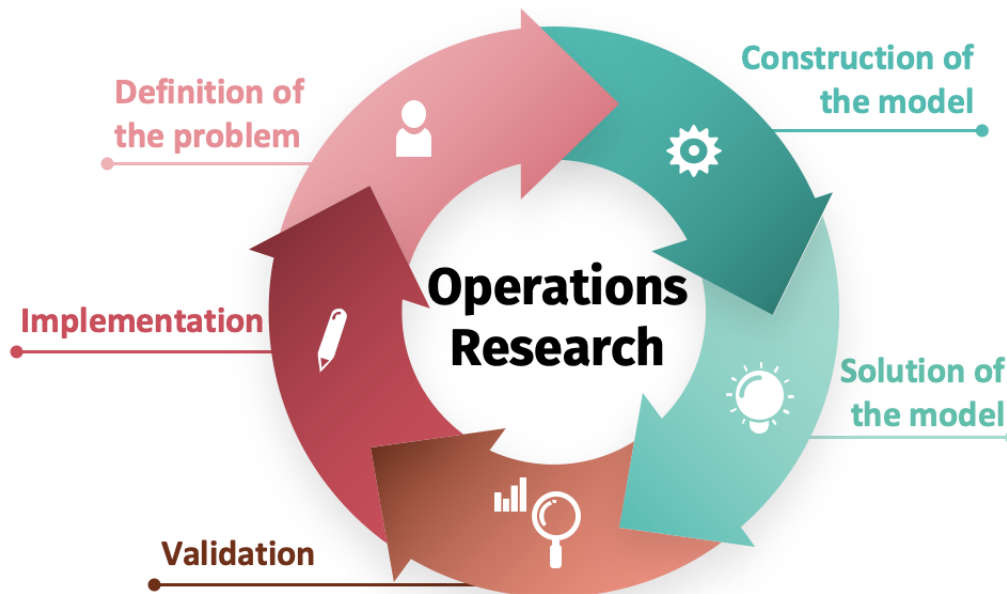 Definition of
the problem
Construction of
the model
Operations
Research
Implementation
Solution of
the model
Validation